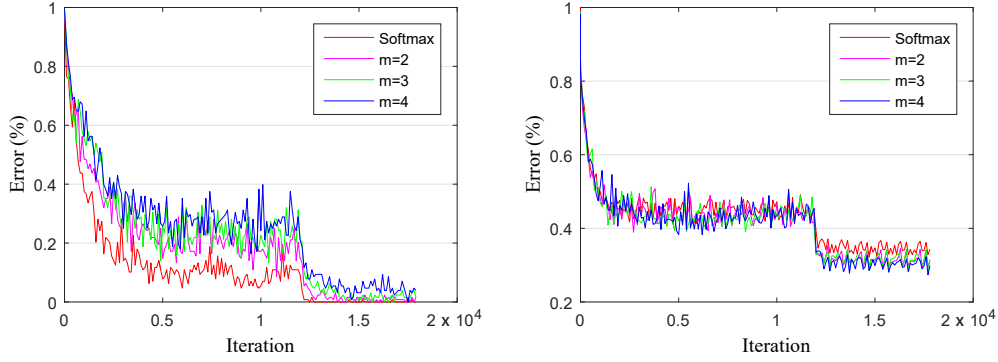 1
0.8
0.6
0.4
0.2
0
Error (%)
Softmax
m=2
m=3
m=4
0 0.5 1 1.5 2 x 10^4
Iteration
1
0.8
0.6
0.4
0.2
Error (%)
Softmax
m=2
m=3
m=4
0 0.5 1 1.5 2 x 10^4
Iteration